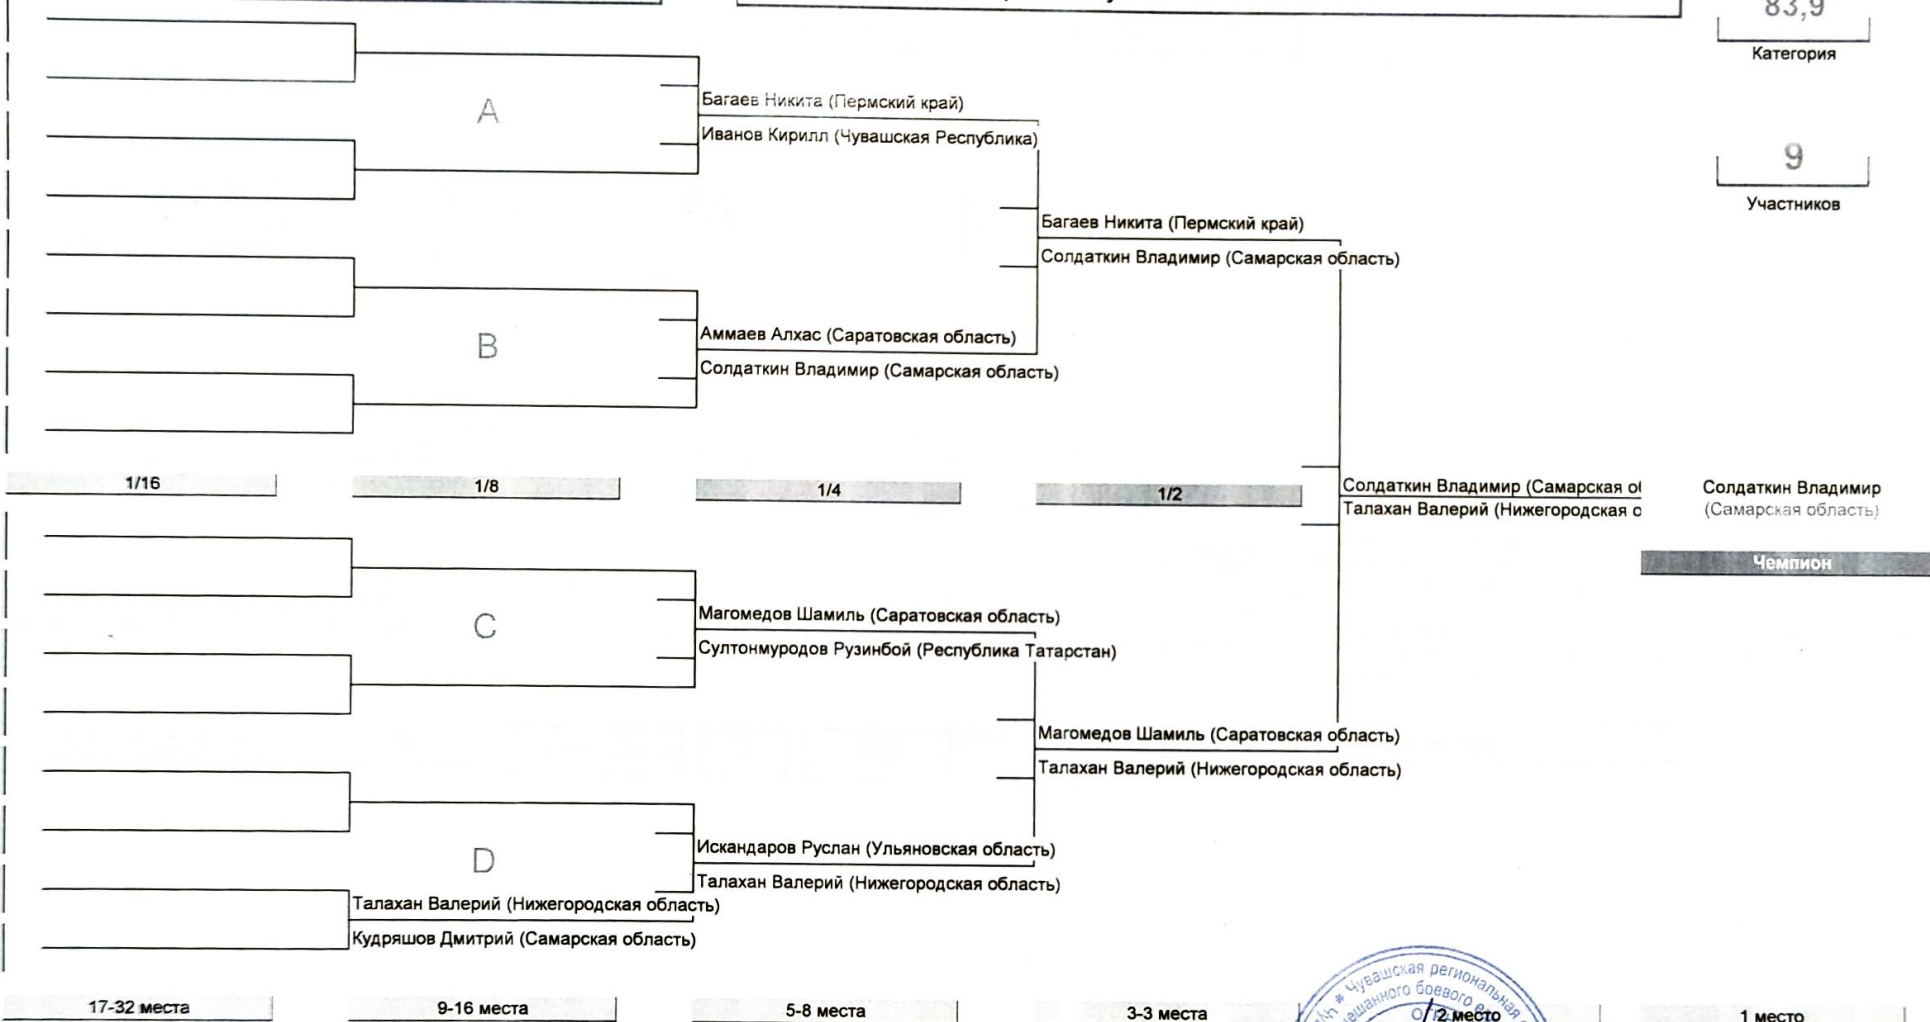 83,9
Категория
A
Багаев Никита (Пермский край)
Иванов Кирилл (Чувашская Республика)
9
Участников
Багаев Никита (Пермский край)
Солдаткин Владимир (Самарская область)
B
Аммаев Алхас (Саратовская область)
Солдаткин Владимир (Самарская область)
1/16
1/8
1/4
1/2
Солдаткин Владимир (Самарская об
Талахан Валерий (Нижегородская о
Солдаткин Владимир
(Самарская область)
Чемпион
C
Магомедов Шамиль (Саратовская область)
Султонмуродов Рузинбой (Республика Татарстан)
Магомедов Шамиль (Саратовская область)
Талахан Валерий (Нижегородская область)
D
Искандаров Руслан (Ульяновская область)
Талахан Валерий (Нижегородская область)
Талахан Валерий (Нижегородская область)
Кудряшов Дмитрий (Самарская область)
Чувашская региональная
боевого
17-32 места
9-16 места
5-8 места
3-3 места
2 место
1 место